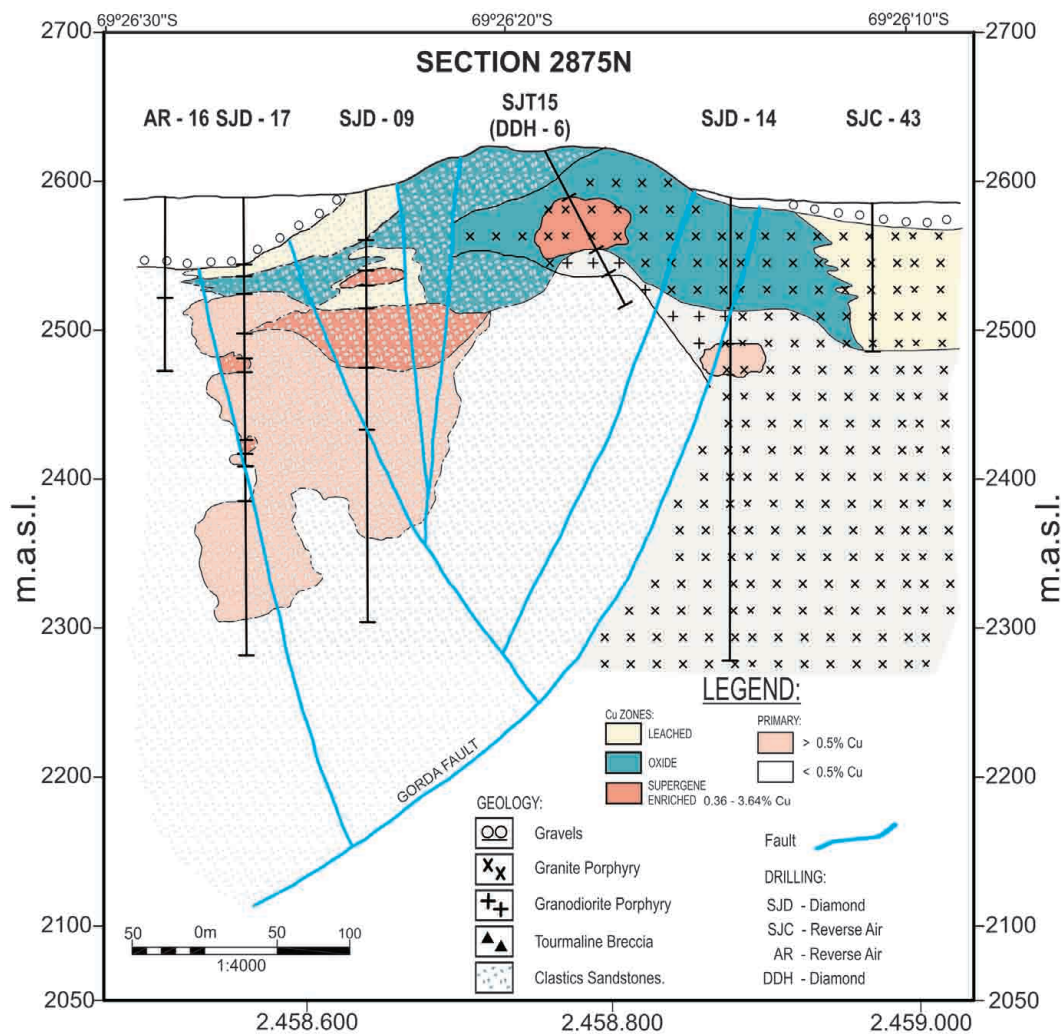 69º26'30"S 69º26'20"S 69º26'10"S
2700 2700
SECTION 2875N
SJT15
(DDH - 6)
AR - 16 SJD - 17 SJD - 09 SJD - 14 SJC - 43
2600 2600
2500 2500
2400 2400
m.a.s.l. m.a.s.l.
2300 2300
LEGEND:
Cu ZONES:
LEACHED
OXIDE
SUPERGENE
ENRICHED 0.36 - 3.64% Cu
PRIMARY:
> 0.5% Cu
< 0.5% Cu
2200 2200
GORDA FAULT
GEOLOGY:
Gravels
Granite Porphyry
Granodiorite Porphyry
Tourmaline Breccia
Clastics Sandstones.
Fault
DRILLING:
SJD - Diamond
SJC - Reverse Air
AR - Reverse Air
DDH - Diamond
2100 2100
50 0m 50 100
1:4000
2050 2050
2.458.600 2.458.800 2.459.000